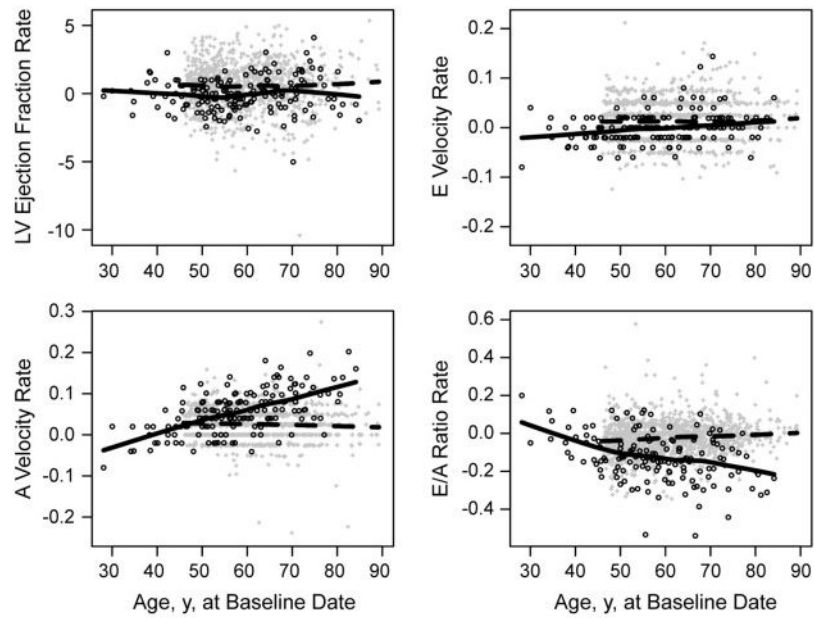 LV Ejection Fraction Rate
5
0
-5
-10
30 40 50 60 70 80 90
E Velocity Rate
0.2
0.1
0.0
-0.1
-0.2
30 40 50 60 70 80 90
A Velocity Rate
0.3
0.2
0.1
0.0
-0.2
30 40 50 60 70 80 90
Age, y, at Baseline Date
E/A Ratio Rate
0.6
0.4
0.2
0.0
-0.2
-0.4
30 40 50 60 70 80 90
Age, y, at Baseline Date